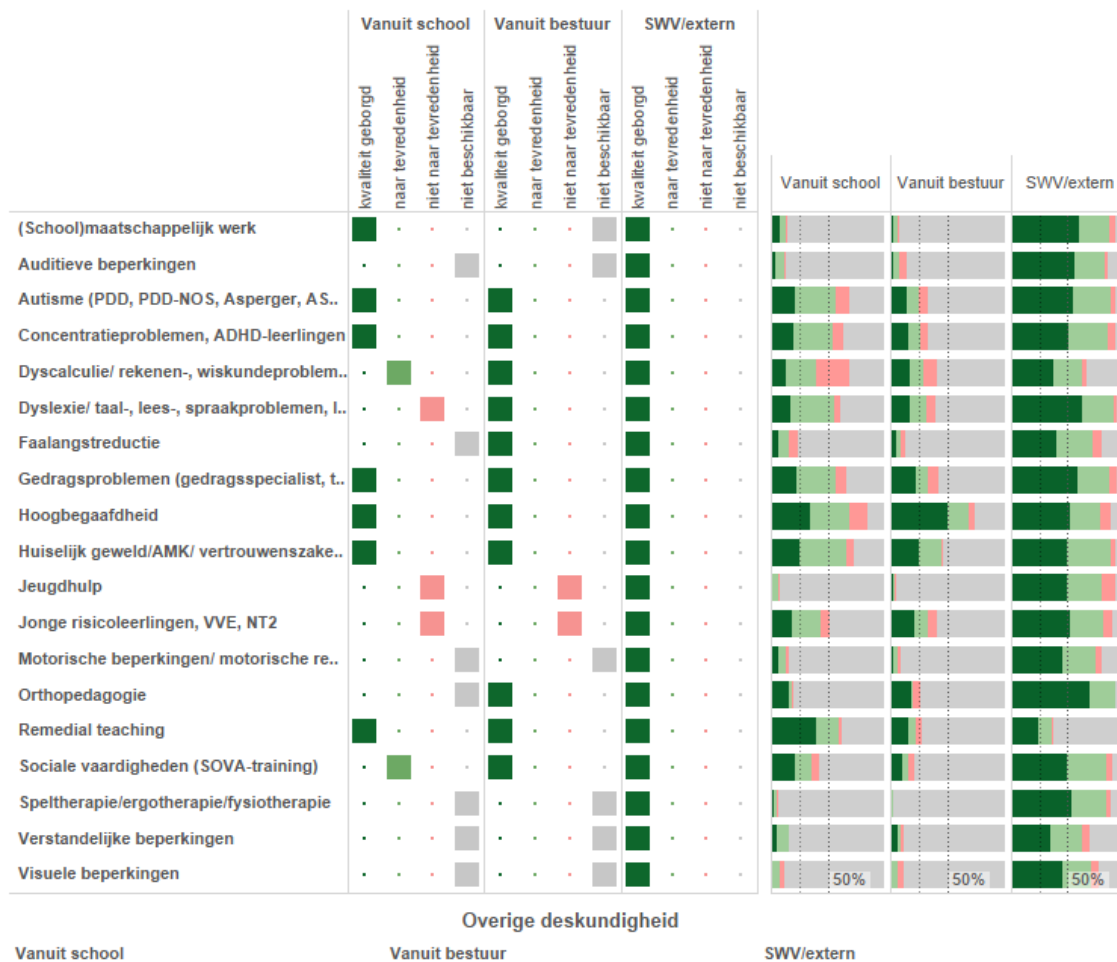 Vanuit school Vanuit bestuur SWV/extern
kwaliteit geborgd
naar tevredenheid
niet naar tevredenheid
niet beschikbaar
kwaliteit geborgd
naar tevredenheid
niet naar tevredenheid
niet beschikbaar
kwaliteit geborgd
naar tevredenheid
niet naar tevredenheid
niet beschikbaar
Vanuit school Vanuit bestuur SWV/extern
(School)maatschappelijk werk
Auditieve beperkingen
Autisme (PDD, PDD-NOS, Asperger, AS..
Concentratieproblemen, ADHD-leerlingen
Dyscalculie/ rekenen-, wiskundeproblem..
Dyslexie/ taal-, lees-, spraakproblemen, l..
Faalangstreductie
Gedragsproblemen (gedragsspecialist, t..
Hoogbegaafdheid
Huiselijk geweld/AMK/ vertrouwenszake..
Jeugdhulp
Jonge risicoleerlingen, VVE, NT2
Motorische beperkingen/ motorische re..
Orthopedagogie
Remedial teaching
Sociale vaardigheden (SOVA-training)
Speltherapie/ergotherapie/fysiotherapie
Verstandelijke beperkingen
Visuele beperkingen
50% 50% 50%
Overige deskundigheid
Vanuit school Vanuit bestuur SWV/extern